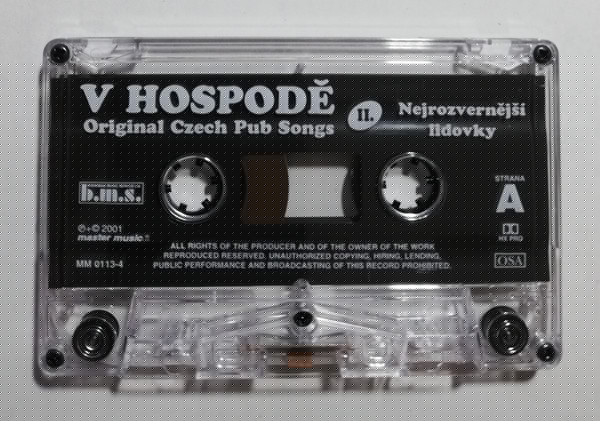 V HOSPODĚ
Original Czech Pub Songs
II.
Nejrozvernější
lidovky
b.m.s.
STRANA
A
HX PRO
OSA
℗+© 2001
master music
MM 0113-4
ALL RIGHTS OF THE PRODUCER AND OF THE OWNER OF THE WORK
REPRODUCED RESERVED. UNAUTHORIZED COPYING, HIRING, LENDING,
PUBLIC PERFORMANCE AND BROADCASTING OF THIS RECORD PROHIBITED.